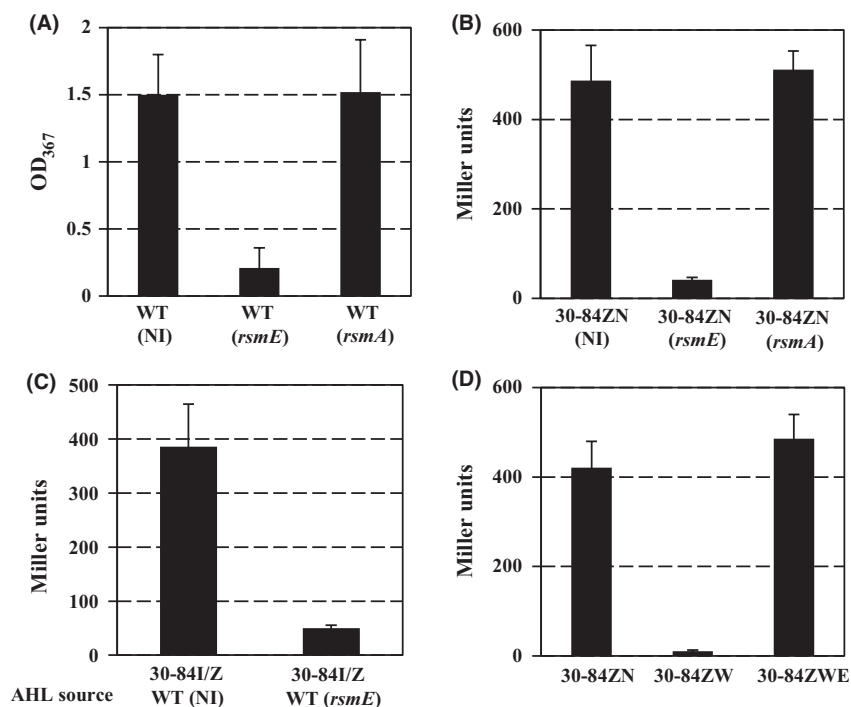 (A)
2
1.5
1
0.5
0
OD367
WT
(NI)
WT
(rsmE)
WT
(rsmA)
(B)
600
400
200
0
Miller units
30-84ZN
(NI)
30-84ZN
(rsmE)
30-84ZN
(rsmA)
(C)
500
400
300
200
100
0
Miller units
30-84I/Z
30-84I/Z
AHL source
WT (NI)
WT (rsmE)
(D)
600
400
200
0
Miller units
30-84ZN
30-84ZW
30-84ZWE